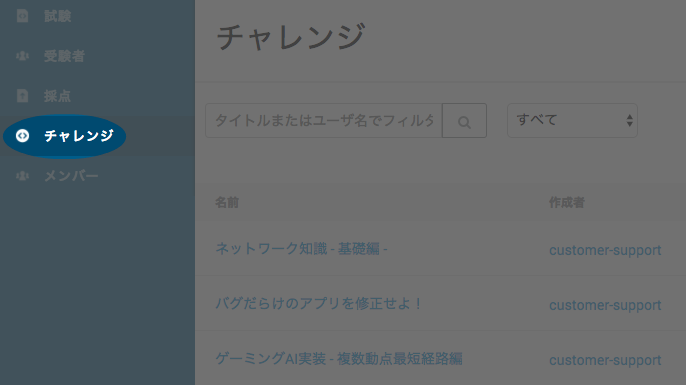 試験
受験者
採点
チャレンジ
メンバー
チャレンジ
タイトルまたはユーザ名でフィルタ
すべて
名前 作成者
ネットワーク知識 - 基礎編 - customer-support
バグだらけのアプリを修正せよ！ customer-support
ゲーミングAI実装 - 複数動点最短経路編 customer-support